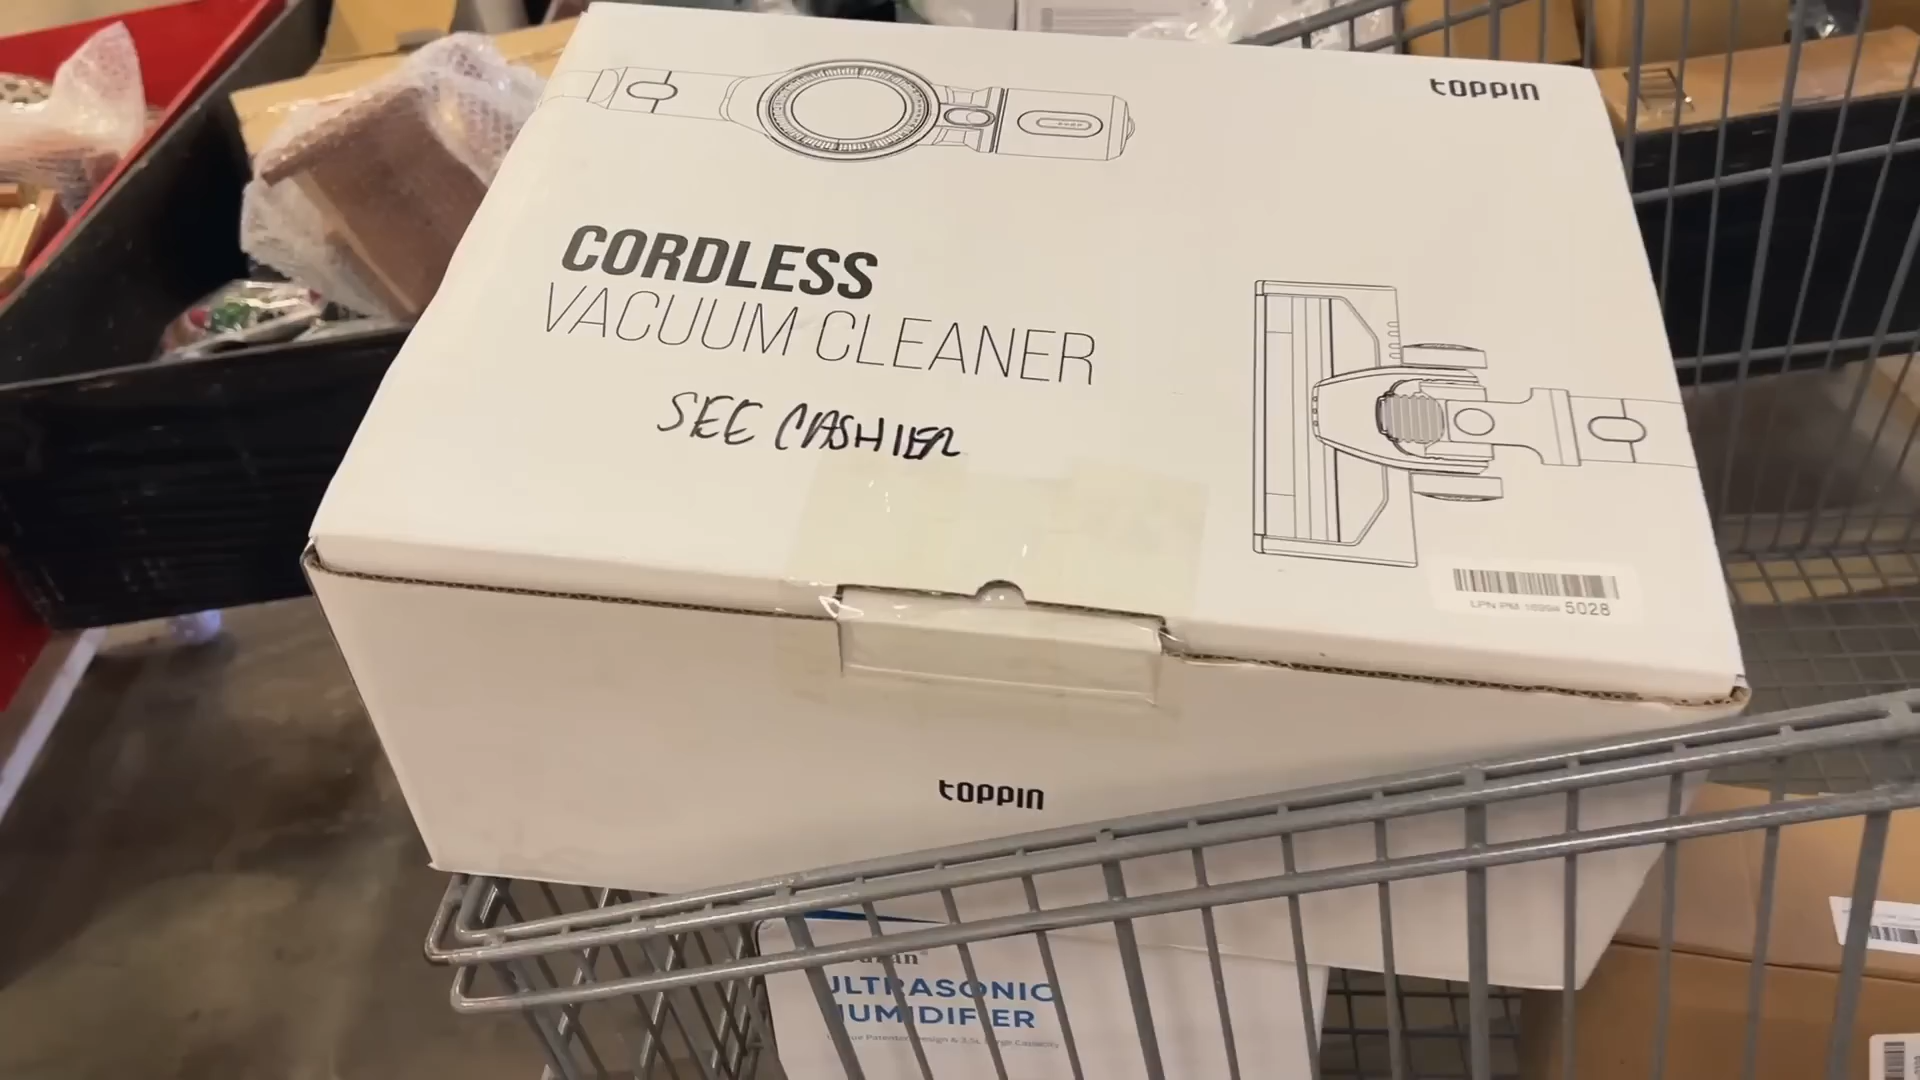 toppin
CORDLESS
VACUUM CLEANER
SEE CASHIER
LPN PM 5028
toppin
ULTRASONIC
HUMIDIFIER